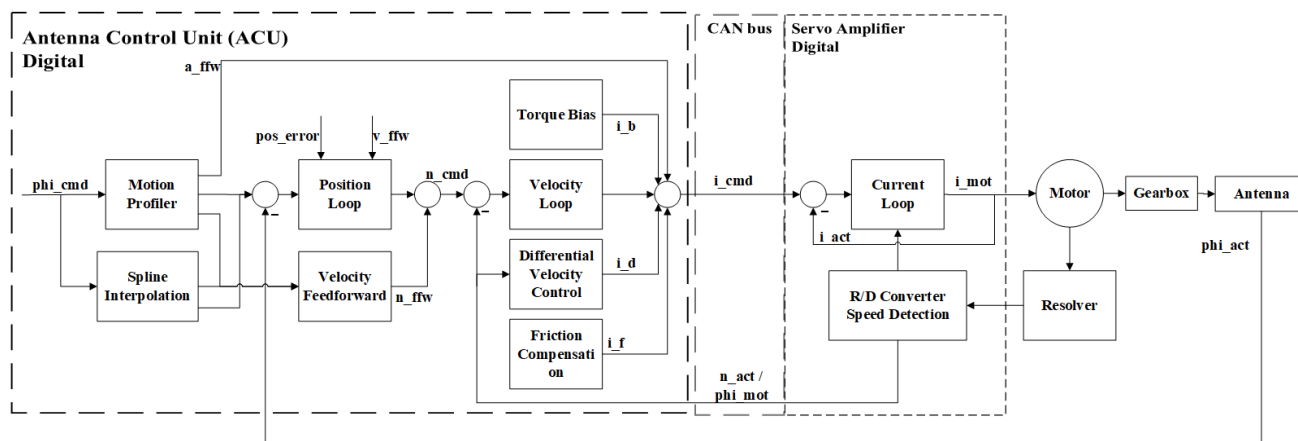 Antenna Control Unit (ACU)
Digital
CAN bus
Servo Amplifier
Digital
a_ffw
Torque Bias
i_b
pos_error
v_ffw
phi_cmd
Motion
Profiler
Position
Loop
n_cmd
Velocity
Loop
i_cmd
Current
Loop
i_mot
Motor
Gearbox
Antenna
i_act
phi_act
Spline
Interpolation
Velocity
Feedforward
n_ffw
Differential
Velocity
Control
i_d
R/D Converter
Speed Detection
Resolver
Friction
Compensati
on
i_f
n_act /
phi_mot
-
-
-